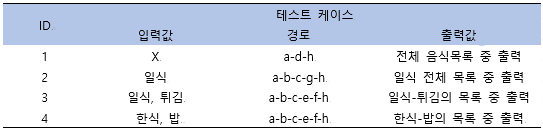 ID
테스트 케이스
입력값 경로 출력값
1 X a-d-h. 전체 음식목록 중 출력
2 일식 a-b-c-g-h. 일식 전체 목록 중 출력
3 일식, 튀김 a-b-c-e-f-h. 일식-튀김의 목록 중 출력
4 한식, 밥 a-b-c-e-f-h. 한식-밥의 목록 중 출력